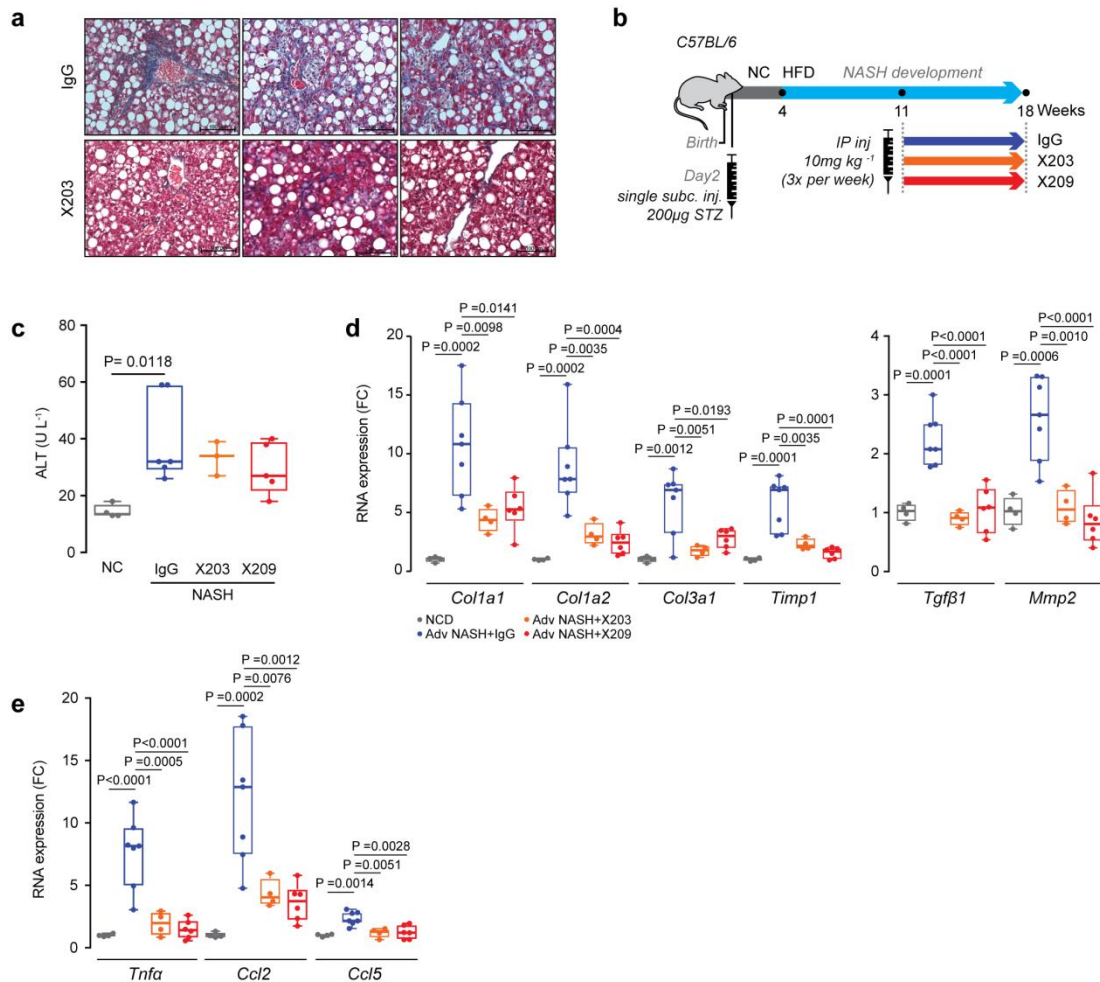 a
IgG
X203
b
C57BL/6
NC HFD NASH development
4 11 18 Weeks
Birth
Day2
single subc. inj.
200µg STZ
IP inj
10mg kg⁻¹
(3x per week)
IgG
X203
X209
c
P= 0.0118
ALT (U L⁻¹)
80
60
40
20
0
NC IgG X203 X209
NASH
d
RNA expression (FC)
20
15
10
5
0
P =0.0141
P =0.0098
P =0.0002
P =0.0004
P =0.0035
P =0.0002
P =0.0193
P =0.0051
P =0.0012
P =0.0001
P =0.0035
P =0.0001
Col1a1 Col1a2 Col3a1 Timp1
4
3
2
1
0
P<0.0001
P<0.0001
P =0.0001
P<0.0001
P =0.0010
P =0.0006
Tgfβ1 Mmp2
NCD Adv NASH+X203
Adv NASH+IgG Adv NASH+X209
e
RNA expression (FC)
20
15
10
5
0
P<0.0001
P =0.0005
P<0.0001
P =0.0012
P =0.0076
P =0.0002
P =0.0028
P =0.0051
P =0.0014
Tnfα Ccl2 Ccl5